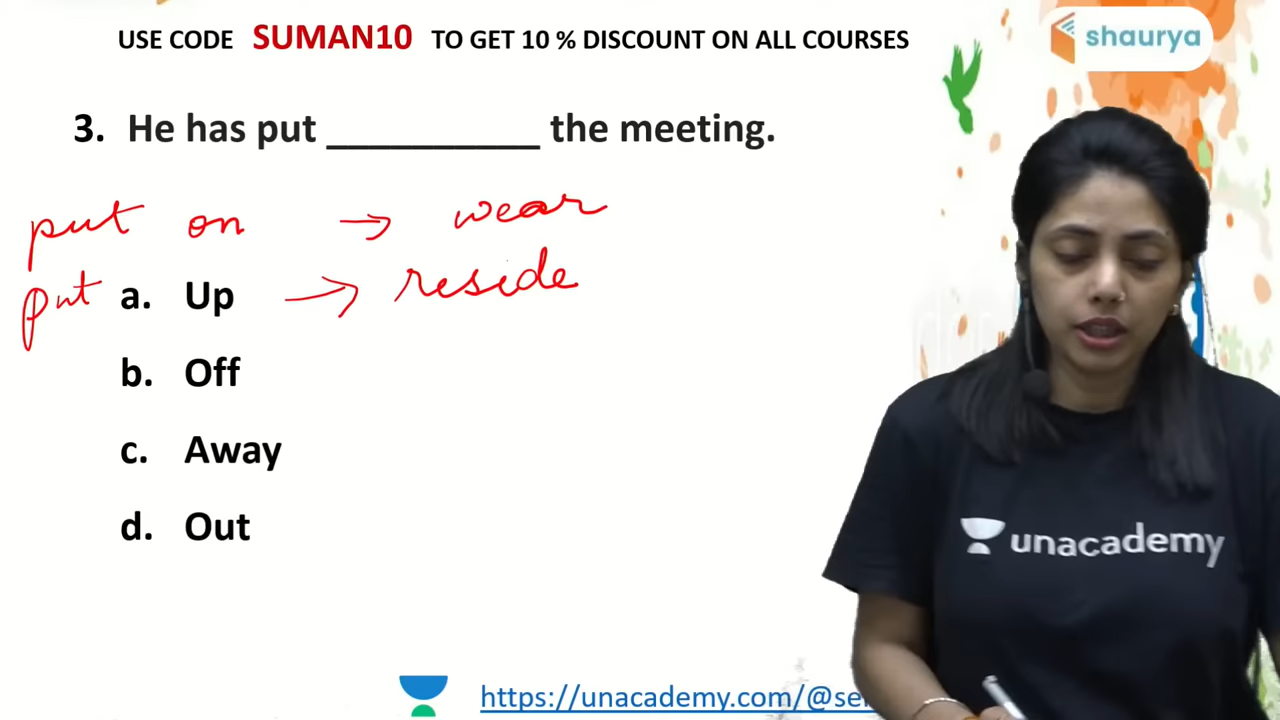 USE CODE SUMAN10 TO GET 10 % DISCOUNT ON ALL COURSES
shaurya
3. He has put __________ the meeting.
put on → wear
put a. Up → reside
b. Off
c. Away
d. Out
unacademy
https://unacademy.com/@se